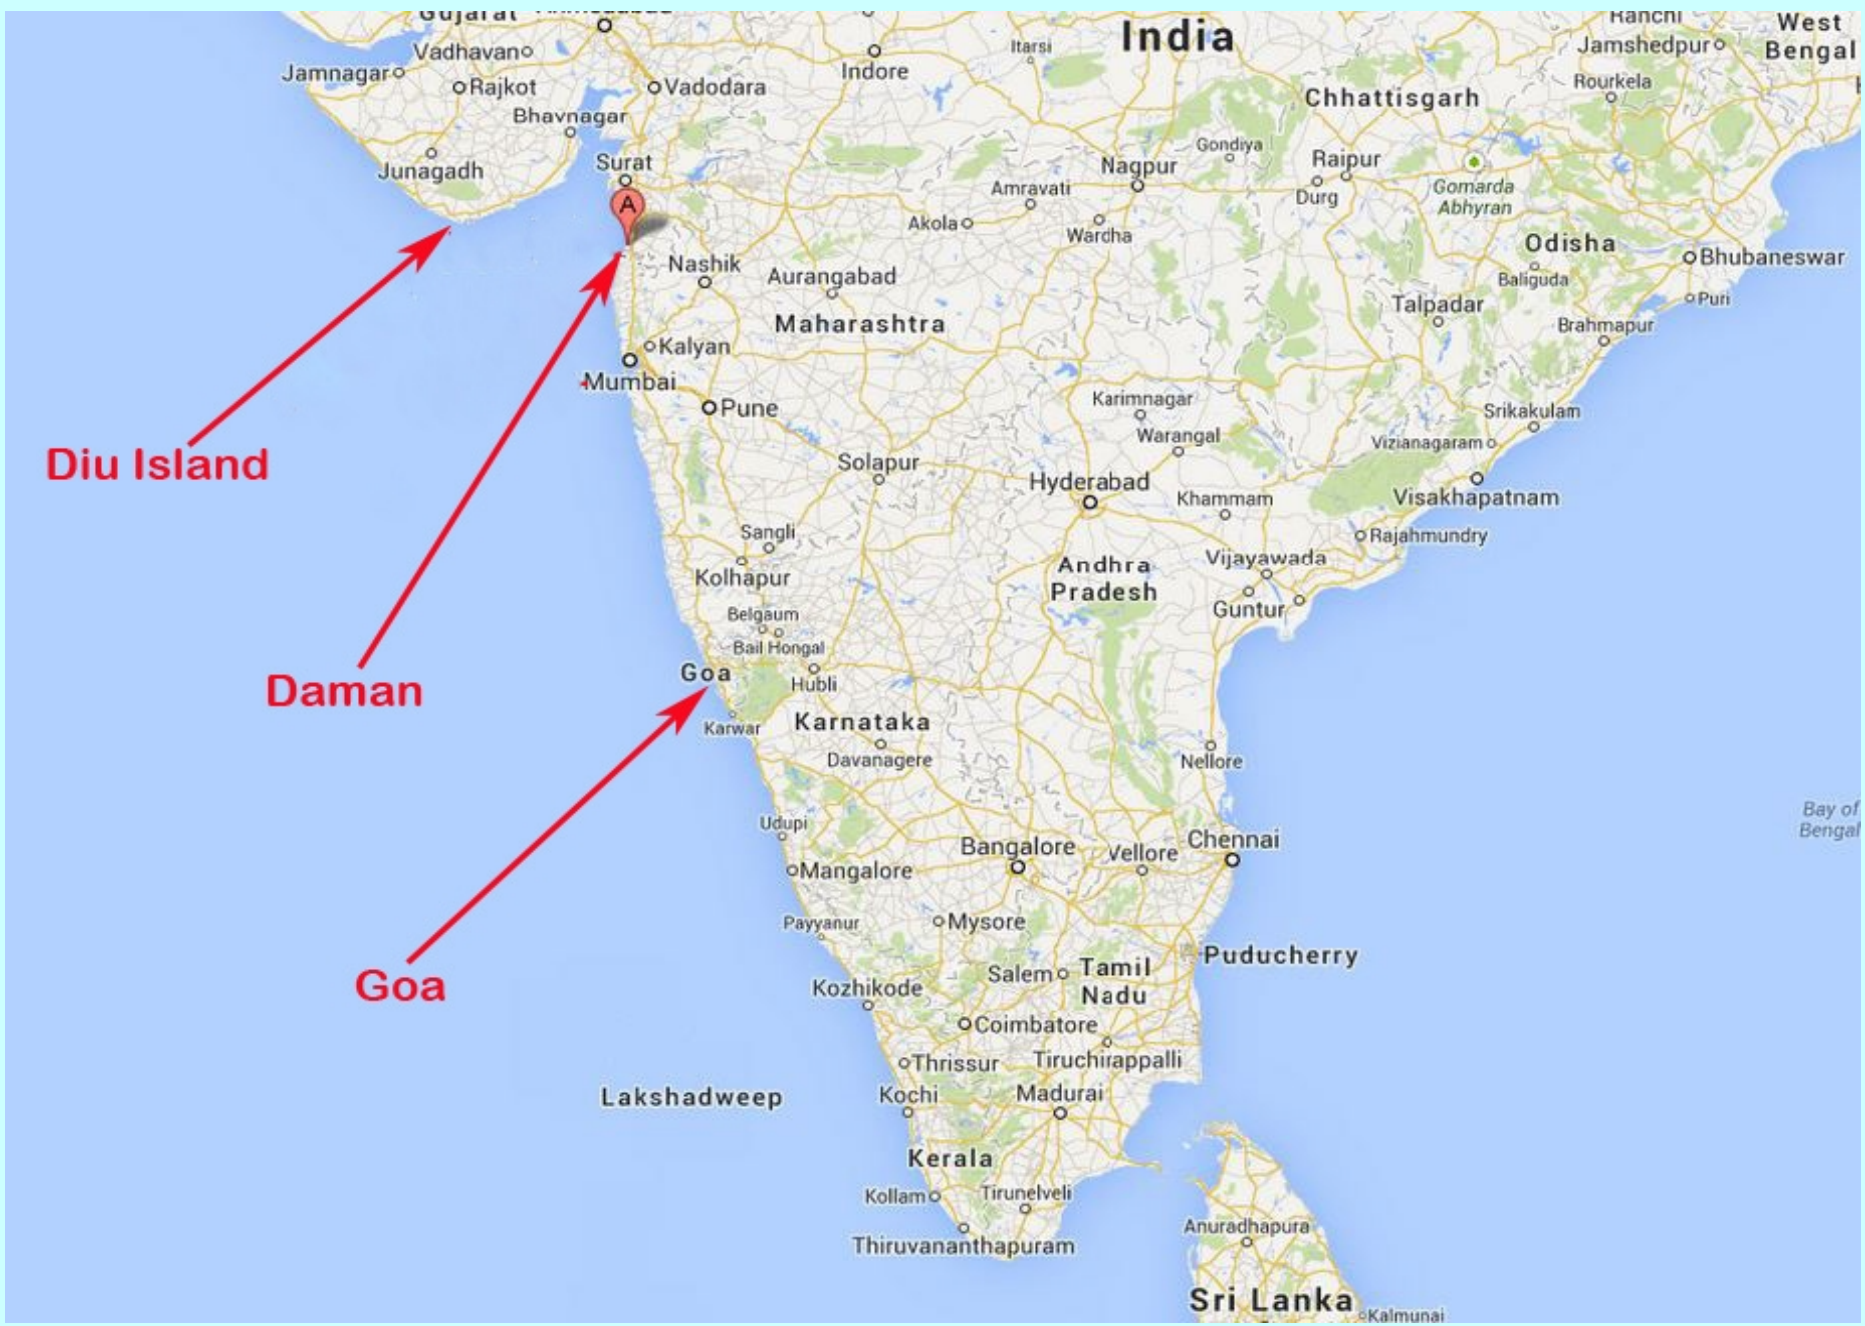 Gujarat
Ranchi
West
Bengal
India
Itarsi
Jamshedpur
Vadhavan
Jamnagar
Indore
Rajkot
Vadodara
Rourkela
Chhattisgarh
Bhavnagar
Gondiya
Surat
Nagpur
Raipur
Junagadh
Amravati
Durg
Gomarda
Abhyran
A
Akola
Wardha
Odisha
Bhubaneswar
Nashik
Aurangabad
Baliguda
Talpadar
Puri
Maharashtra
Brahmapur
Kalyan
Mumbai
Pune
Karimnagar
Srikakulam
Warangal
Vizianagaram
Diu Island
Solapur
Hyderabad
Khammam
Visakhapatnam
Sangli
Rajahmundry
Vijayawada
Andhra
Pradesh
Kolhapur
Guntur
Belgaum
Bail Hongal
Goa
Hubli
Daman
Karwar
Karnataka
Davanagere
Nellore
Bay of
Bengal
Udupi
Bangalore
Vellore
Chennai
Mangalore
Payyanur
Mysore
Puducherry
Salem
Tamil
Nadu
Goa
Kozhikode
Coimbatore
Thrissur
Tiruchirappalli
Lakshadweep
Kochi
Madurai
Kerala
Kollam
Tirunelveli
Anuradhapura
Thiruvananthapuram
Sri Lanka
Kalmunai